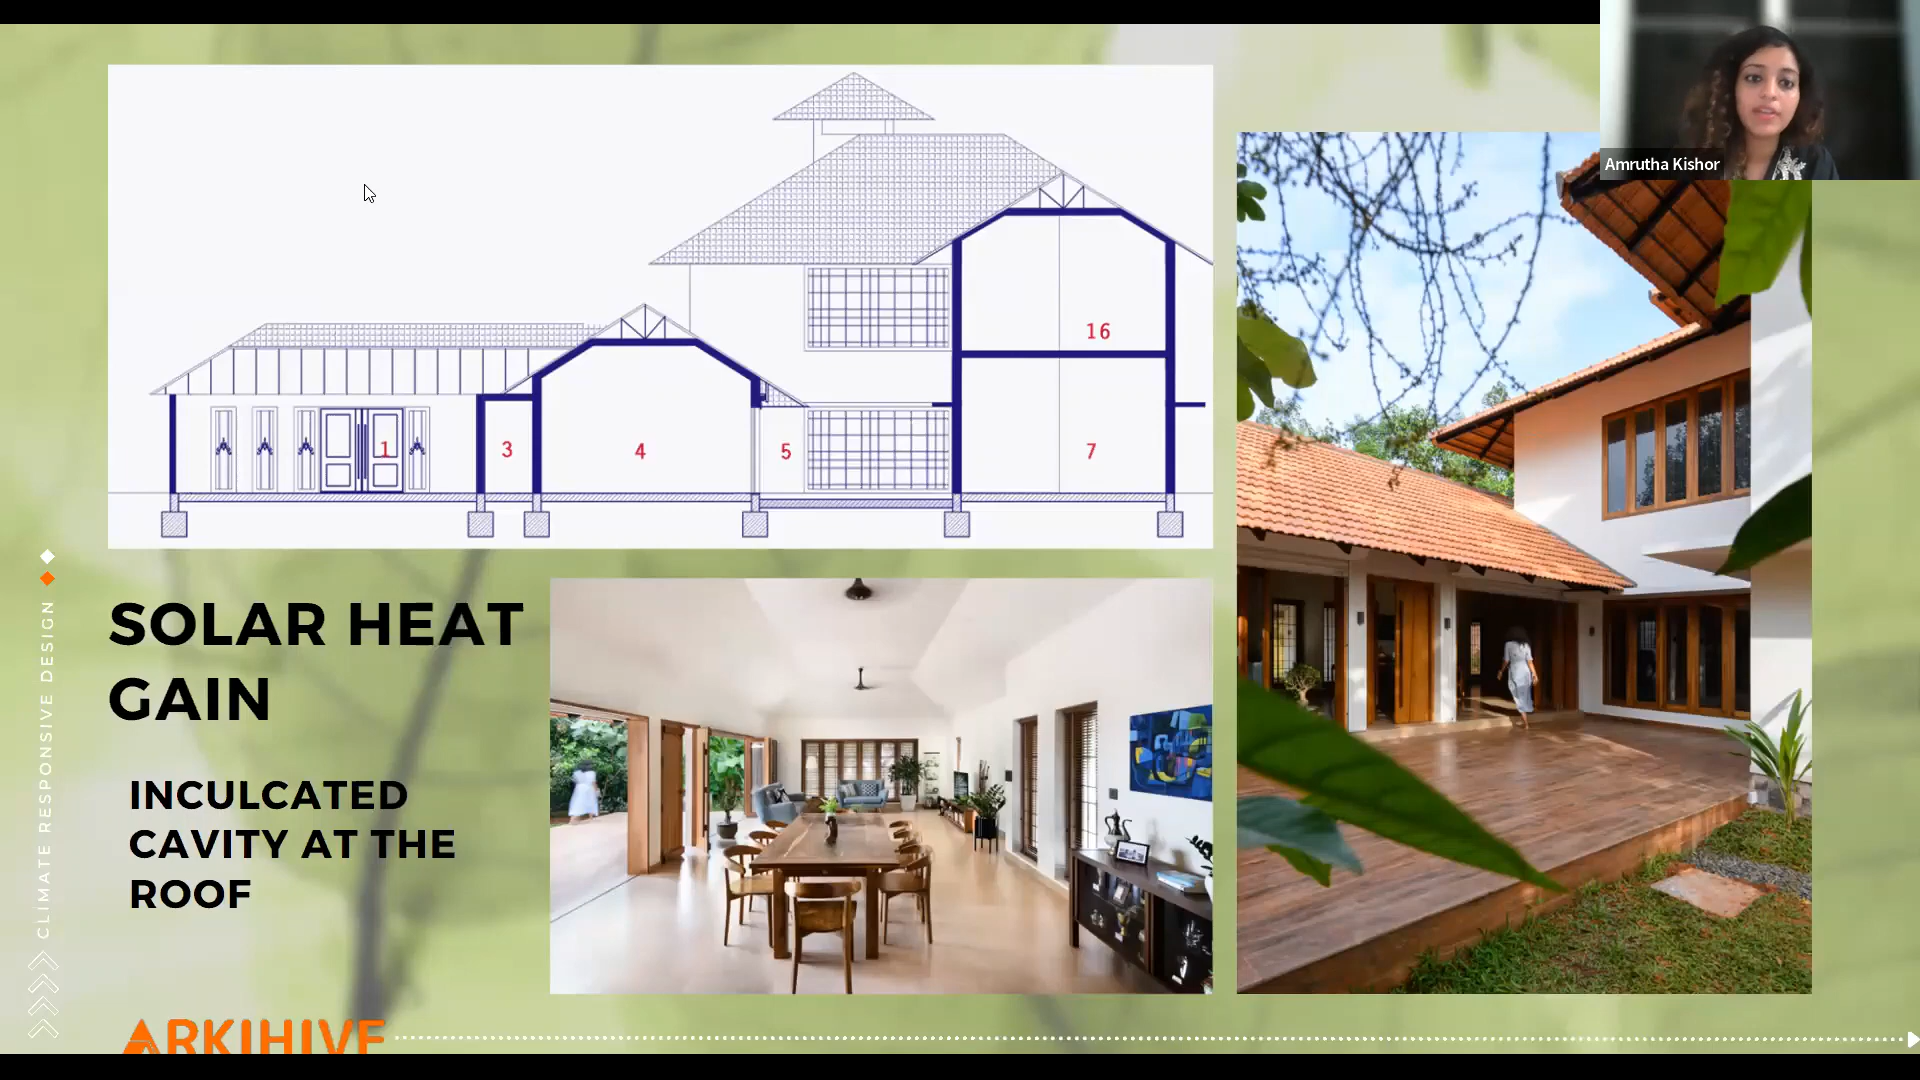 Amrutha Kishor
16
1
3
4
5
7
SOLAR HEAT
GAIN
INCULCATED
CAVITY AT THE
ROOF
CLIMATE RESPONSIVE DESIGN
ARKIHIVE